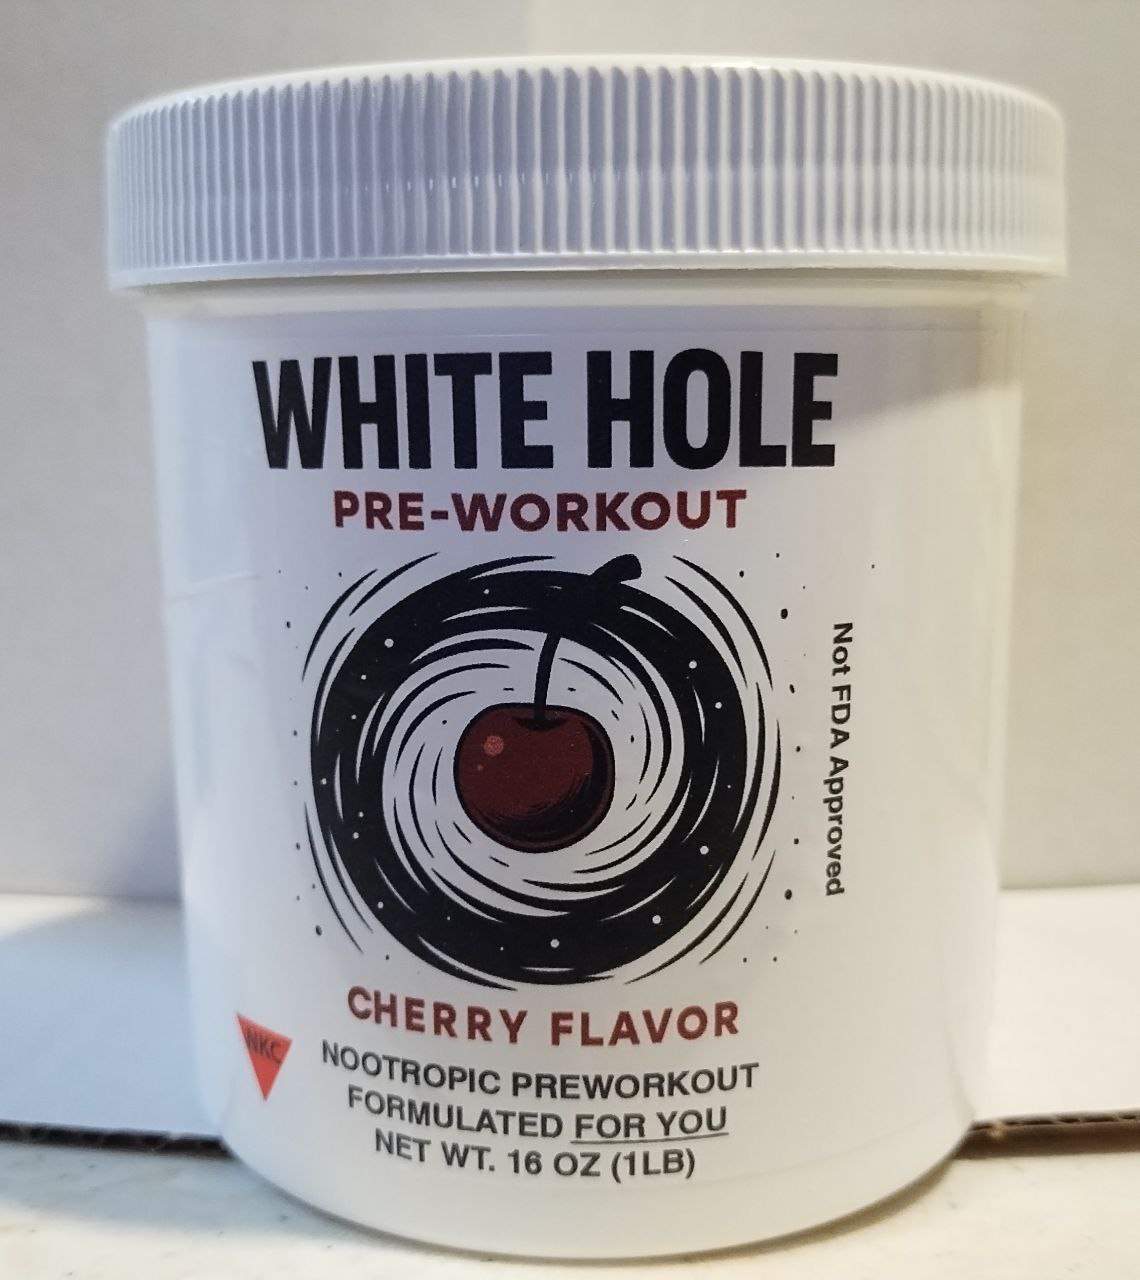 WHITE HOLE
PRE-WORKOUT
Not FDA Approved
CHERRY FLAVOR
NKC
NOOTROPIC PREWORKOUT
FORMULATED FOR YOU
NET WT. 16 OZ (1LB)